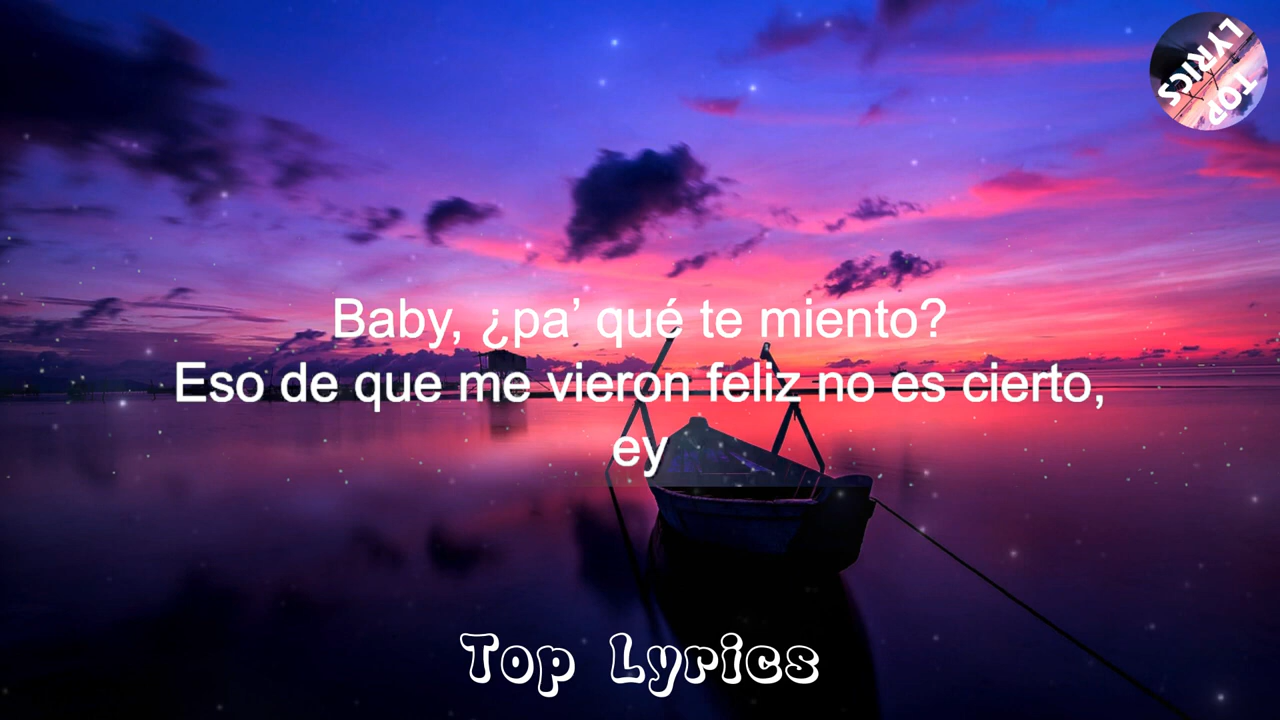 LYRICS
TOP
Baby, ¿pa’ qué te miento?
Eso de que me vieron feliz no es cierto,
ey
Top Lyrics